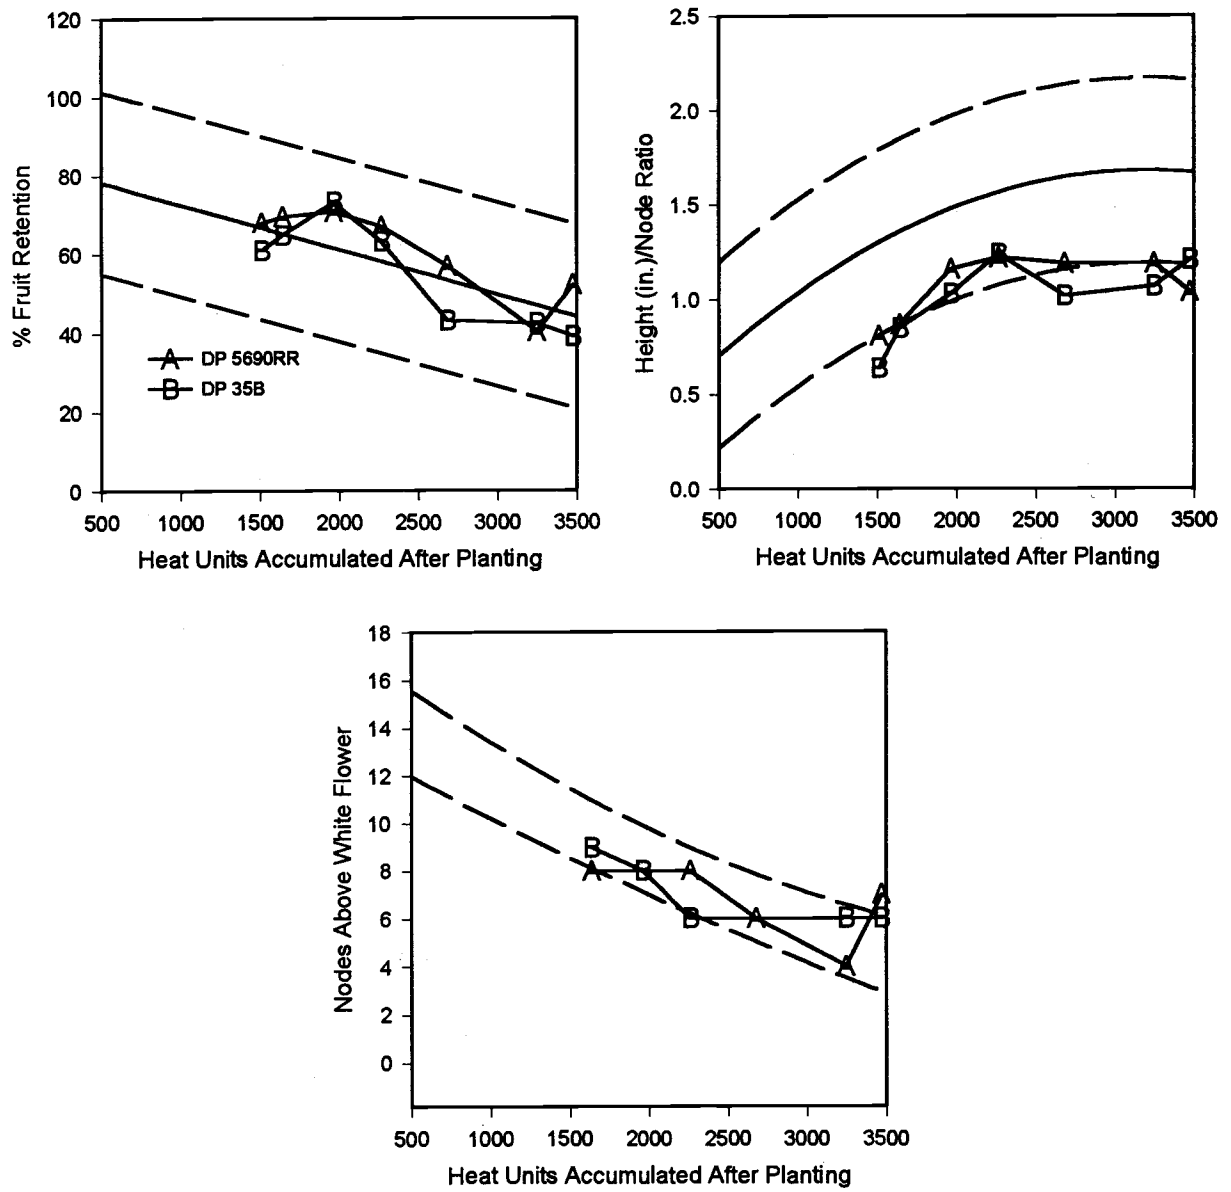 120
100
80
60
40
20
0
% Fruit Retention
A DP 5690RR
B DP 35B
500 1000 1500 2000 2500 3000 3500
Heat Units Accumulated After Planting
2.5
2.0
1.5
1.0
0.5
0.0
Height (in.)/Node Ratio
500 1000 1500 2000 2500 3000 3500
Heat Units Accumulated After Planting
18
16
14
12
10
8
6
4
2
0
Nodes Above White Flower
500 1000 1500 2000 2500 3000 3500
Heat Units Accumulated After Planting